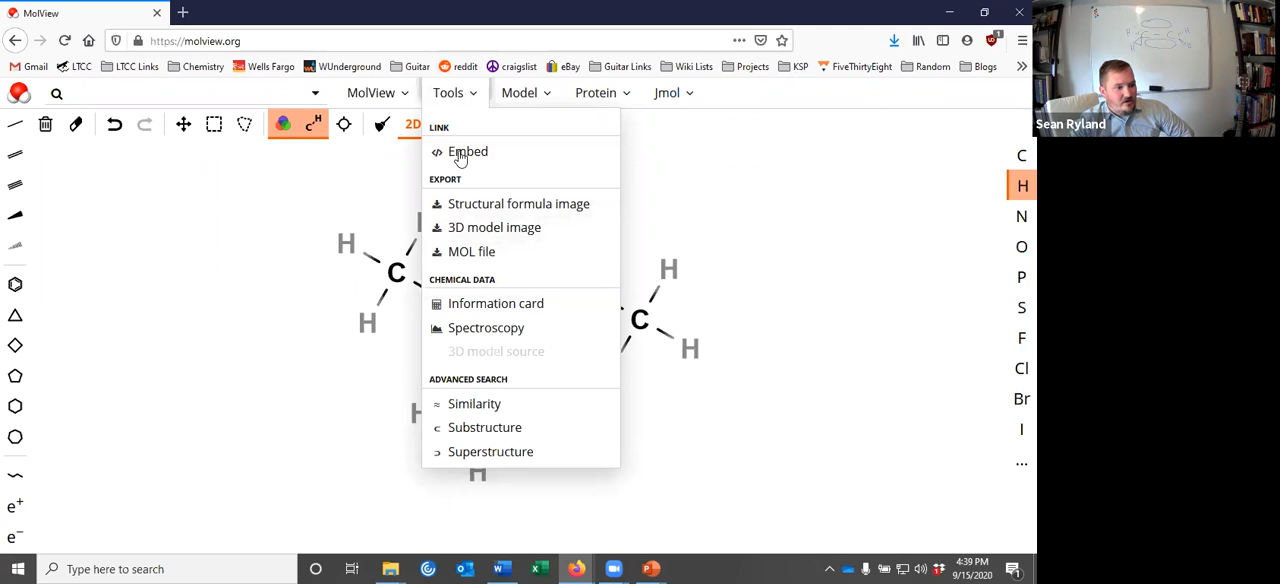 MolView
https://molview.org
1
Gmail LTCC LTCC Links Chemistry Wells Fargo WUnderground Guitar reddit craigslist eBay Guitar Links Wiki Lists Projects KSP FiveThirtyEight Random Blogs
MolView Tools Model Protein Jmol
Sean Ryland
2D
LINK
Embed
EXPORT
Structural formula image
3D model image
MOL file
CHEMICAL DATA
Information card
Spectroscopy
3D model source
ADVANCED SEARCH
≈ Similarity
⊂ Substructure
⊃ Superstructure
H
C
H
H
C
H
H
H
C
H
N
O
P
S
F
Cl
Br
I
...
e+
e−
Type here to search
4:39 PM
9/15/2020
1